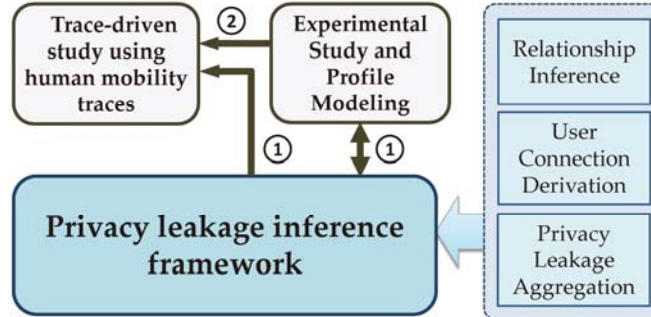 Trace-driven
study using
human mobility
traces
②
Experimental
Study and
Profile
Modeling
①
①
Privacy leakage inference
framework
Relationship
Inference
User
Connection
Derivation
Privacy
Leakage
Aggregation